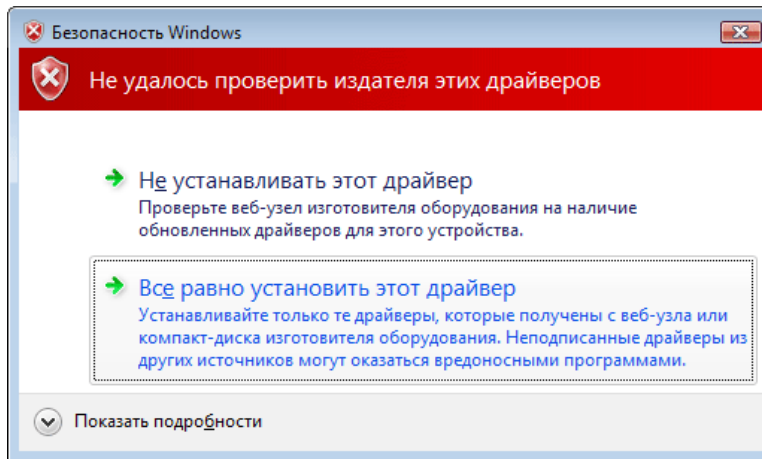 Безопасность Windows
Не удалось проверить издателя этих драйверов
Не устанавливать этот драйвер
Проверьте веб-узел изготовителя оборудования на наличие
обновленных драйверов для этого устройства.
Все равно установить этот драйвер
Устанавливайте только те драйверы, которые получены с веб-узла или
компакт-диска изготовителя оборудования. Неподписанные драйверы из
других источников могут оказаться вредоносными программами.
Показать подробности